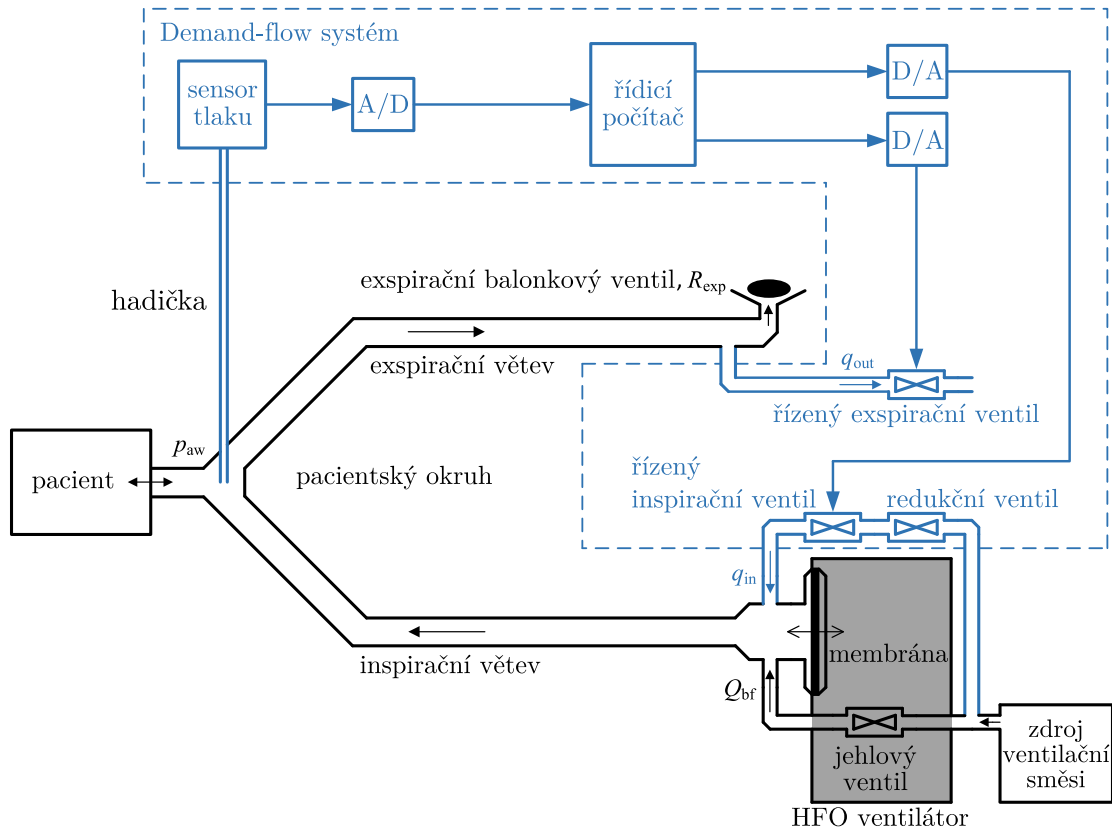 Demand-flow systém
sensor
tlaku
A/D
řídicí
počítač
D/A
D/A
hadička
exspirační balonkový ventil, Rexp
exspirační větev
qout
řízený exspirační ventil
paw
pacient
pacientský okruh
řízený
inspirační ventil
redukční ventil
qin
inspirační větev
membrána
Qbf
jehlový
ventil
zdroj
ventilační
směsi
HFO ventilátor